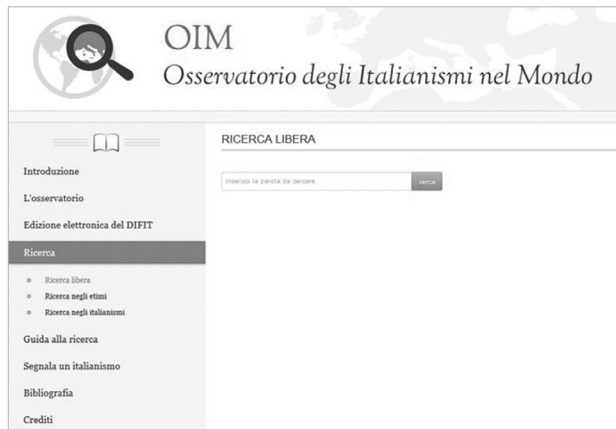 OIM
Osservatorio degli Italianismi nel Mondo
Introduzione
L'osservatorio
Edizione elettronica del DIFIT
Ricerca
Ricerca libera
Ricerca negli etimi
Ricerca negli italianismi
Guida alla ricerca
Segnala un italianismo
Bibliografia
Crediti
RICERCA LIBERA
inserisci la parola da cercare
cerca